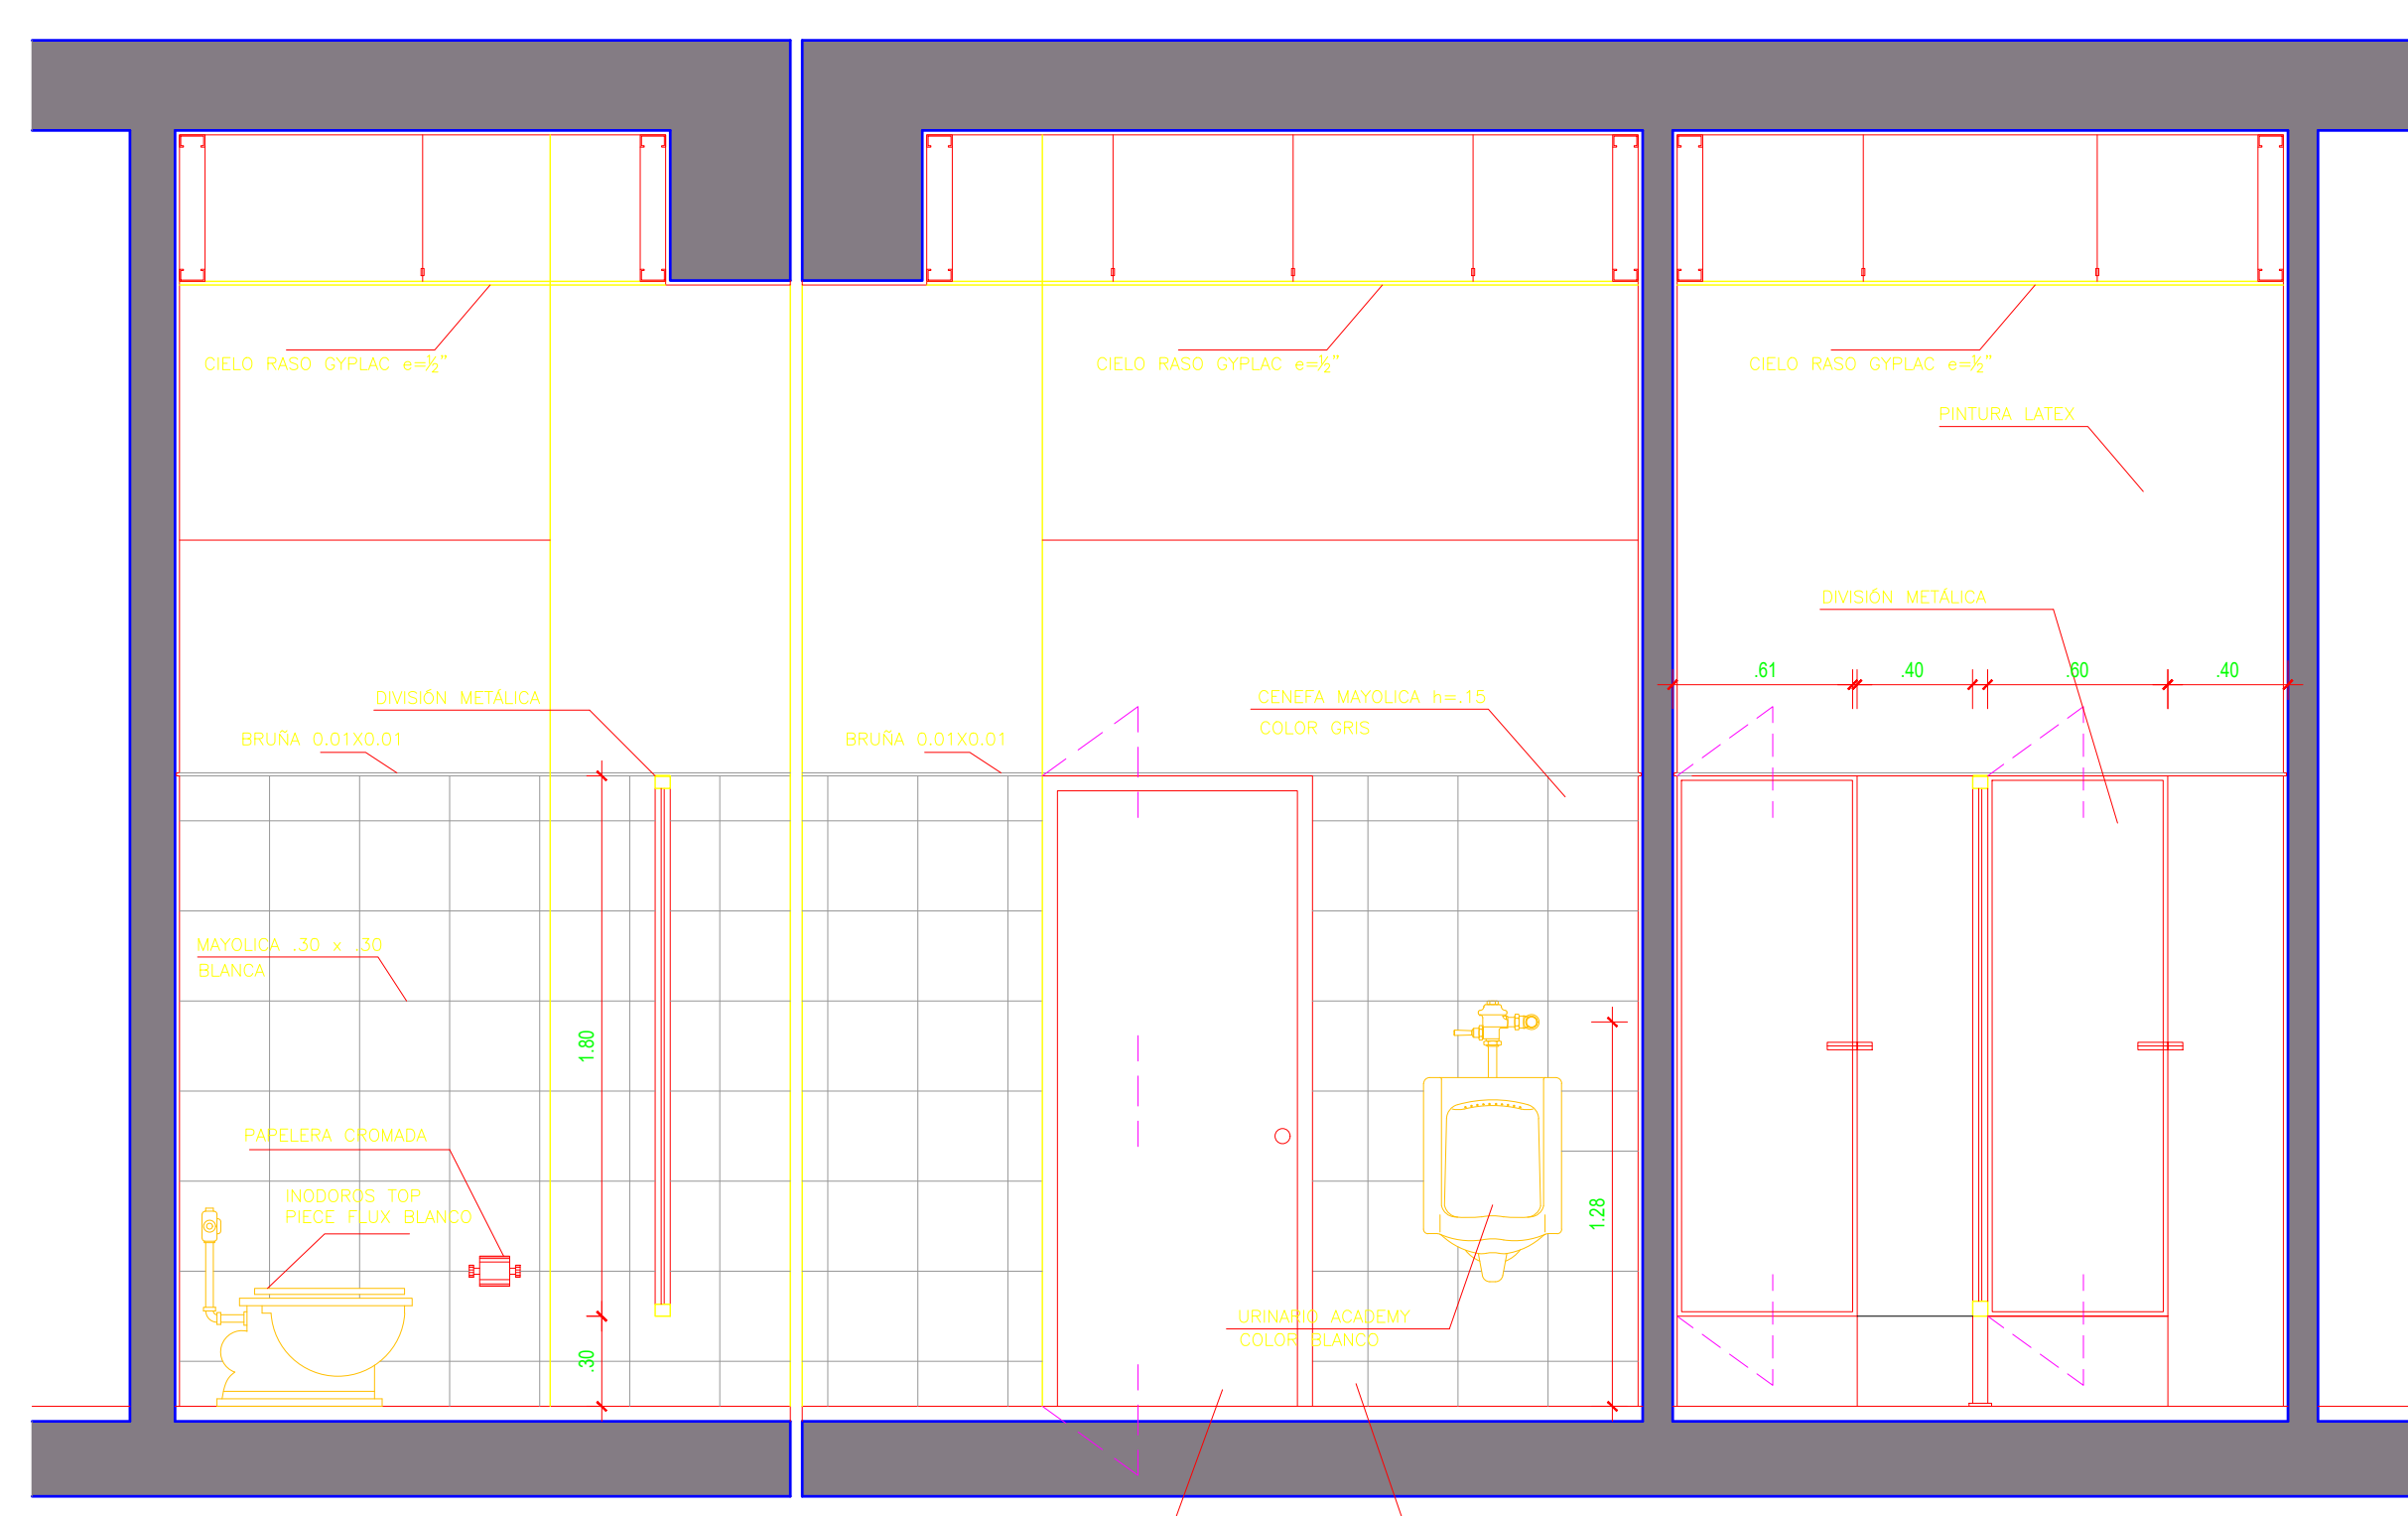 CIELO RASO GYPLAC e=½"
CIELO RASO GYPLAC e=½"
CIELO RASO GYPLAC e=½"
PINTURA LATEX
DIVISIÓN METÁLICA
.61
.40
.60
.40
DIVISIÓN METÁLICA
CENEFA MAYOLICA h=.15
COLOR GRIS
BRUÑA 0.01X0.01
BRUÑA 0.01X0.01
MAYOLICA .30 x .30
BLANCA
1.80
PAPELERA CROMADA
INODOROS TOP
PIECE FLUX BLANCO
1.28
URINARIO ACADEMY
COLOR BLANCO
.30